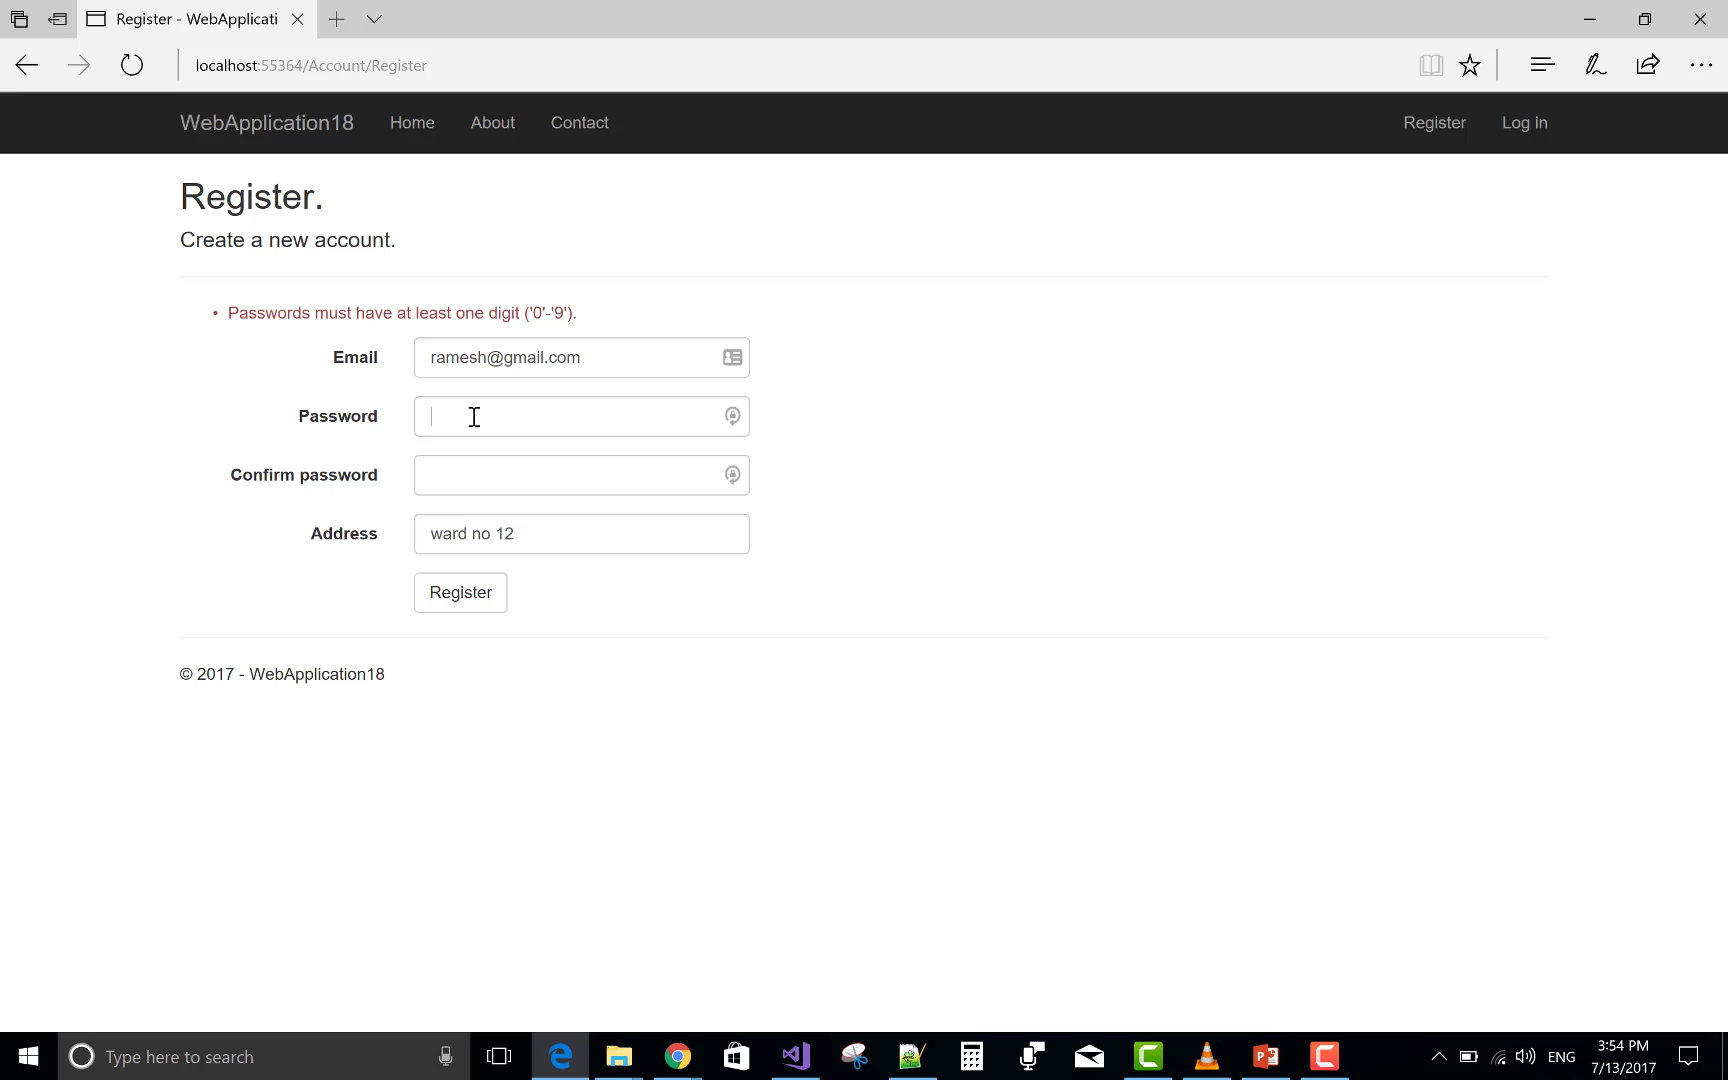 Register - WebApplicati
localhost:55364/Account/Register
WebApplication18 Home About Contact Register Log in
Register.
Create a new account.
• Passwords must have at least one digit ('0'-'9').
Email ramesh@gmail.com
Password
Confirm password
Address ward no 12
Register
© 2017 - WebApplication18
Type here to search
ENG
3:54 PM
7/13/2017